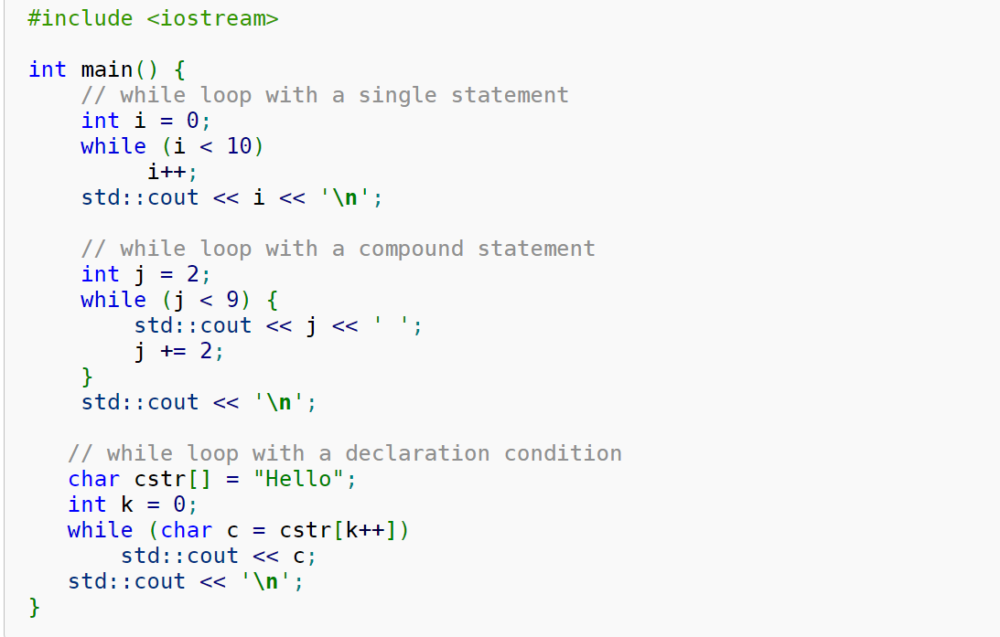 #include <iostream>

int main() {
    // while loop with a single statement
    int i = 0;
    while (i < 10)
         i++;
    std::cout << i << '\n';

    // while loop with a compound statement
    int j = 2;
    while (j < 9) {
        std::cout << j << ' ';
        j += 2;
    }
    std::cout << '\n';

   // while loop with a declaration condition
   char cstr[] = "Hello";
   int k = 0;
   while (char c = cstr[k++])
       std::cout << c;
   std::cout << '\n';
}